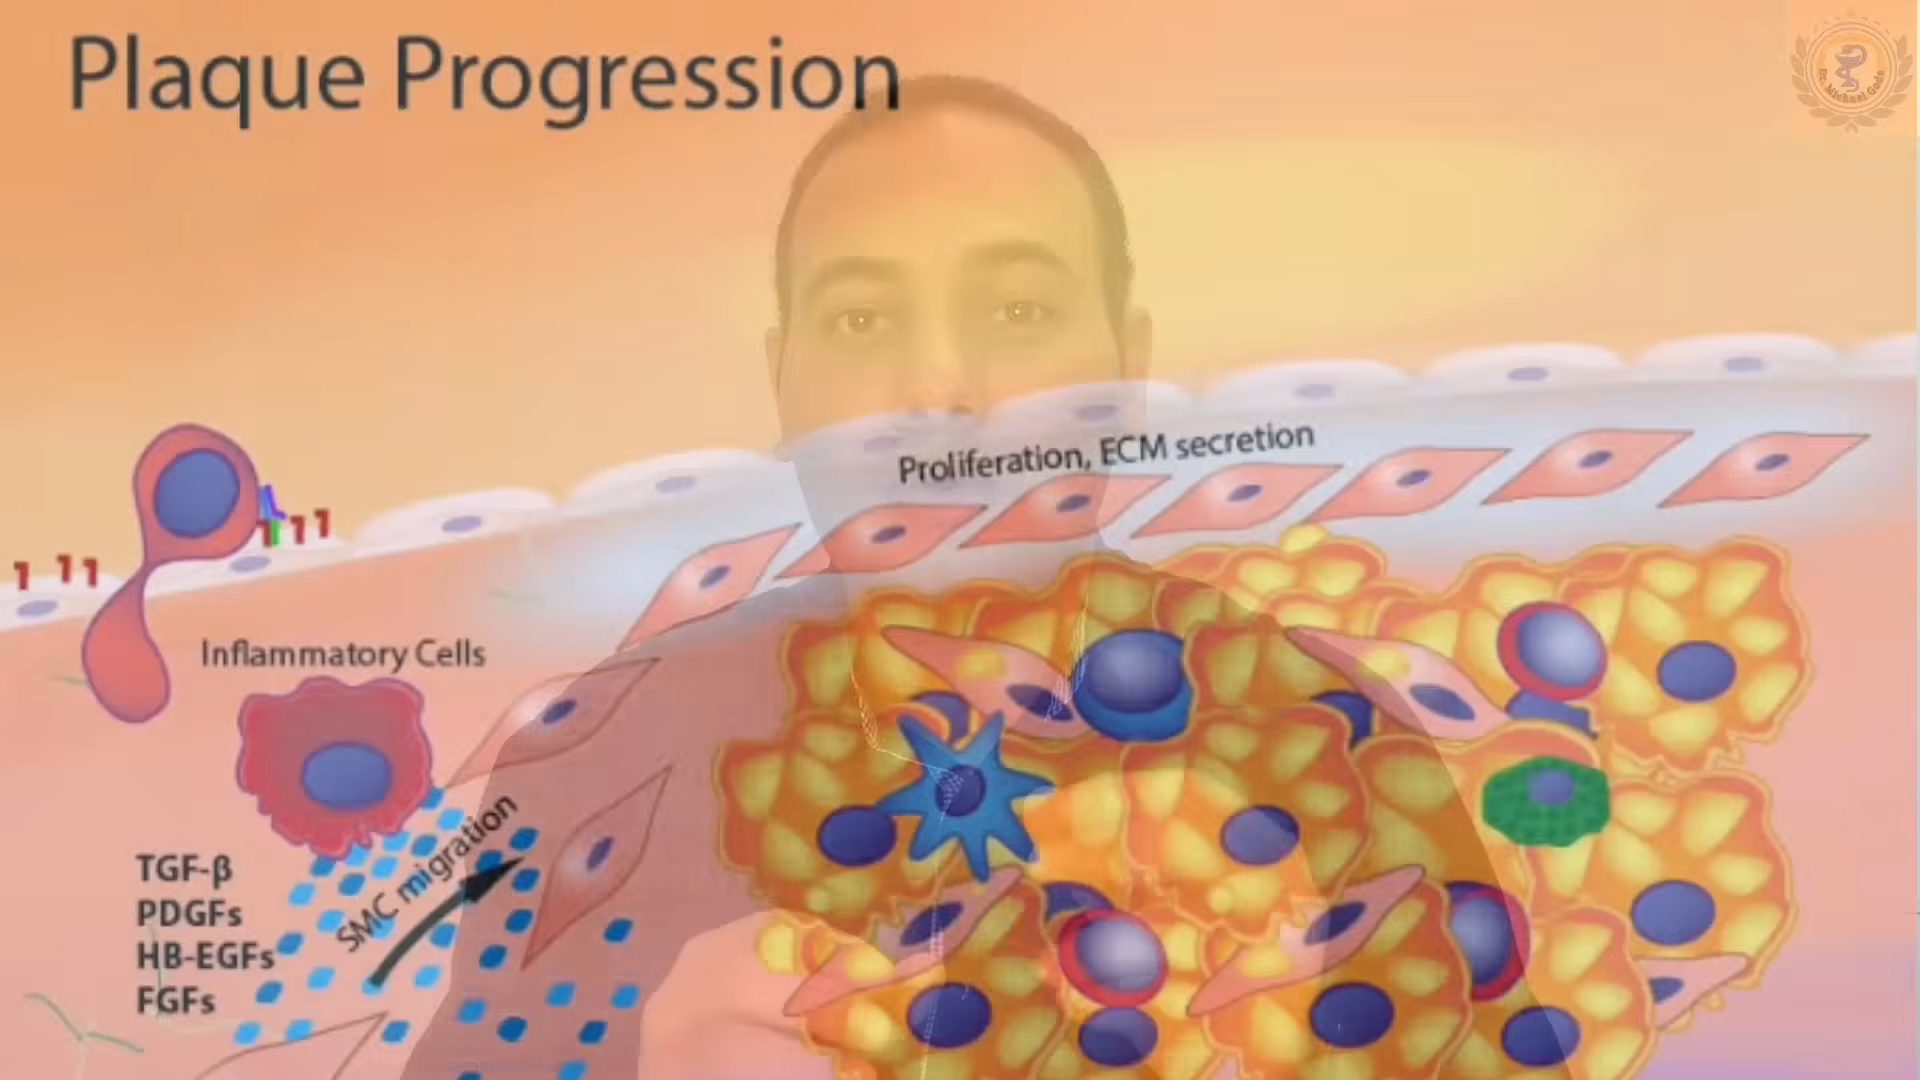 Plaque Progression
Proliferation, ECM secretion
Inflammatory Cells
SMC migration
TGF-β
PDGFs
HB-EGFs
FGFs